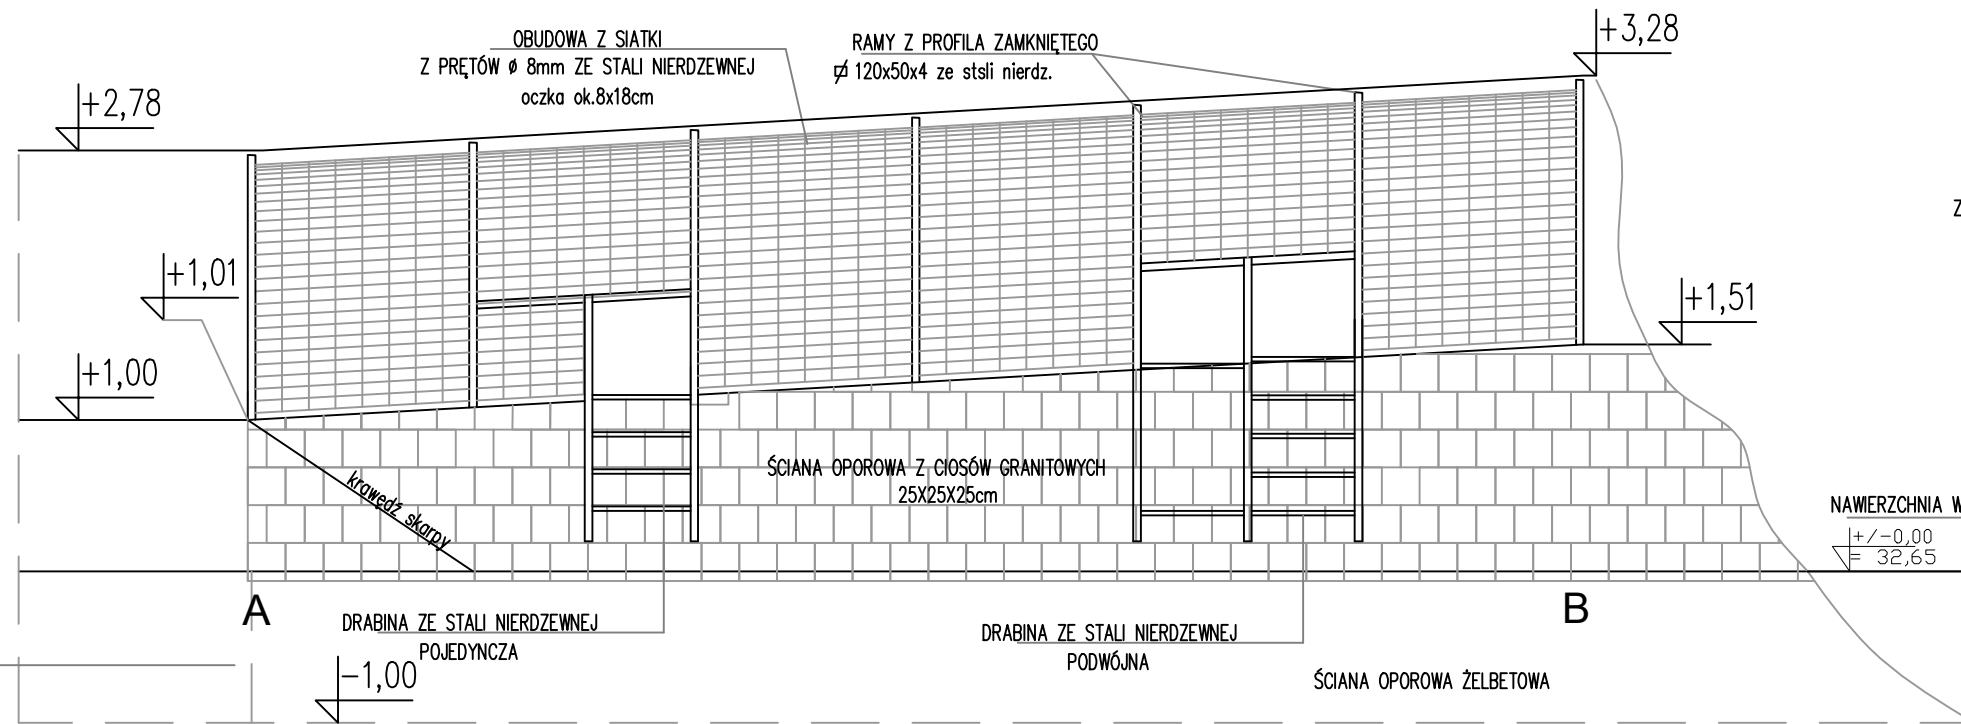 OBUDOWA Z SIATKI
Z PRĘTÓW ø 8mm ZE STALI NIERDZEWNEJ
oczka ok.8x18cm
RAMY Z PROFILA ZAMKNIĘTEGO
120x50x4 ze stsli nierdz.
+3,28
+2,78
Z
+1,01
+1,51
+1,00
ŚCIANA OPOROWA Z CIOSÓW GRANITOWYCH
25X25X25cm
krawędź skarpy
NAWIERZCHNIA W
+/-0,00
= 32,65
A
B
DRABINA ZE STALI NIERDZEWNEJ
POJEDYNCZA
DRABINA ZE STALI NIERDZEWNEJ
PODWÓJNA
-1,00
ŚCIANA OPOROWA ŻELBETOWA